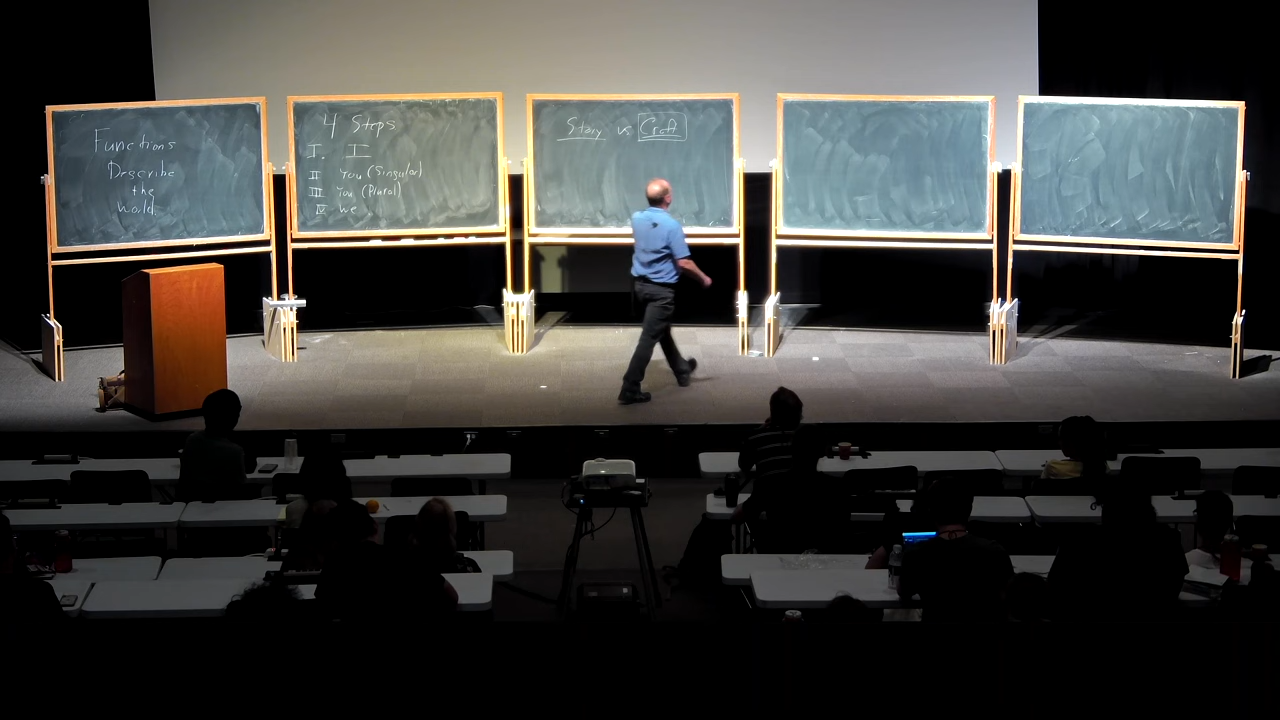 Functions
Describe
the
World.
4 Steps
I. I
II You (Singular)
III You (Plural)
IV We
Story vs Craft